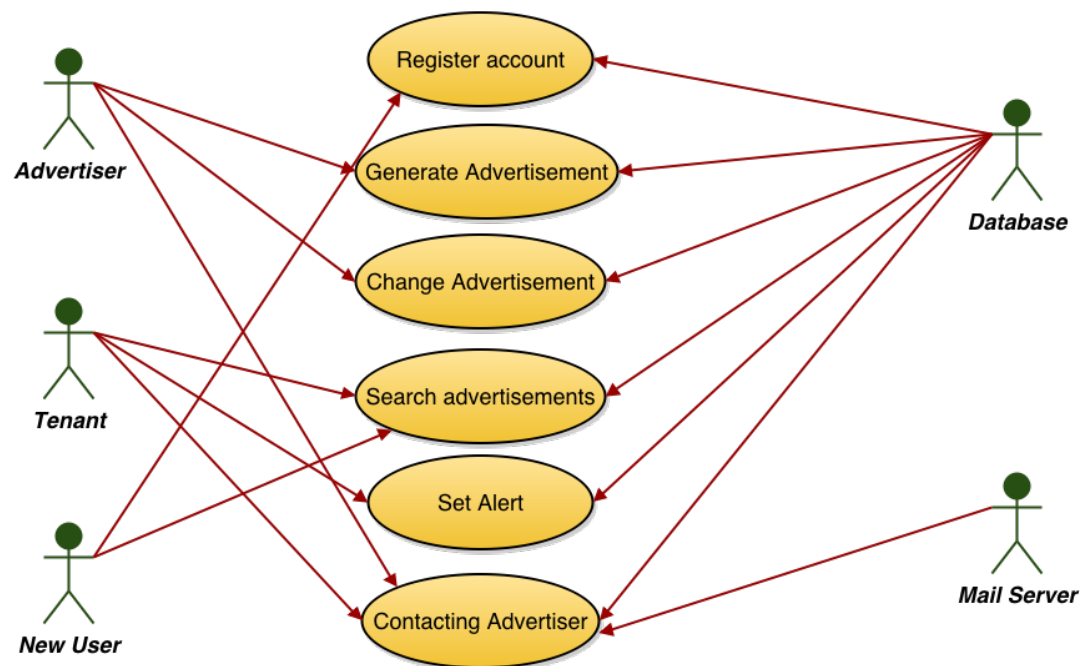 Register account
Advertiser
Generate Advertisement
Database
Change Advertisement
Tenant
Search advertisements
Set Alert
Mail Server
New User
Contacting Advertiser